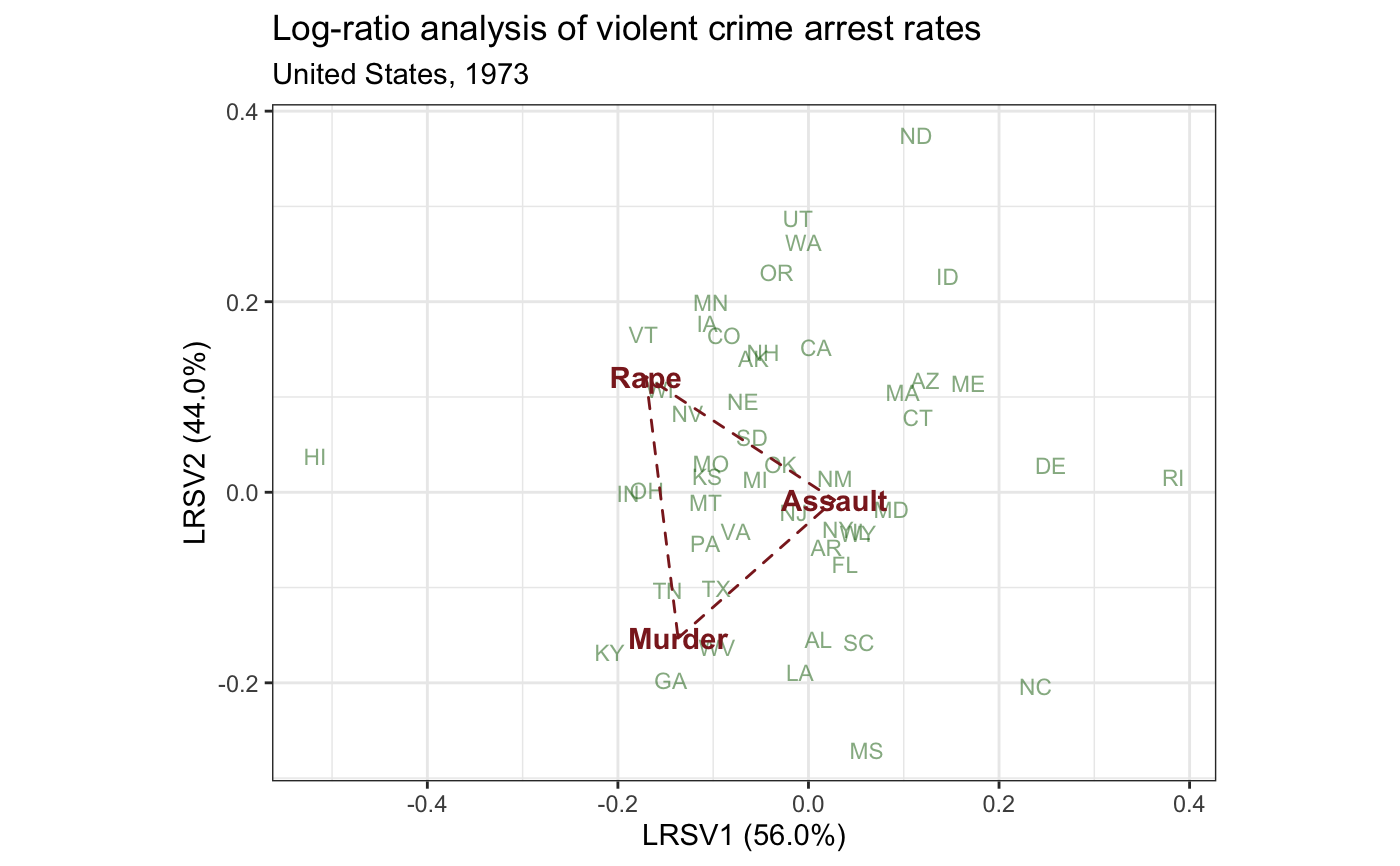 Log-ratio analysis of violent crime arrest rates
United States, 1973
0.4
ND
UT
WA
OR
ID
0.2
MN
IA
CO
VT
NH
AK
CA
Rape
WI
AZ
ME
MA
NE
NV
CT
SD
HI
MO
OK
DE
KS
MI
NM
RI
0.0
IN
OH
MT
Assault
NJ
MD
VA
NY
IL
WY
PA
AR
FL
TN
TX
Murder
WV
AL
SC
KY
LA
GA
-0.2
NC
MS
-0.4
-0.2
0.0
0.2
0.4
LRSV1 (56.0%)
LRSV2 (44.0%)